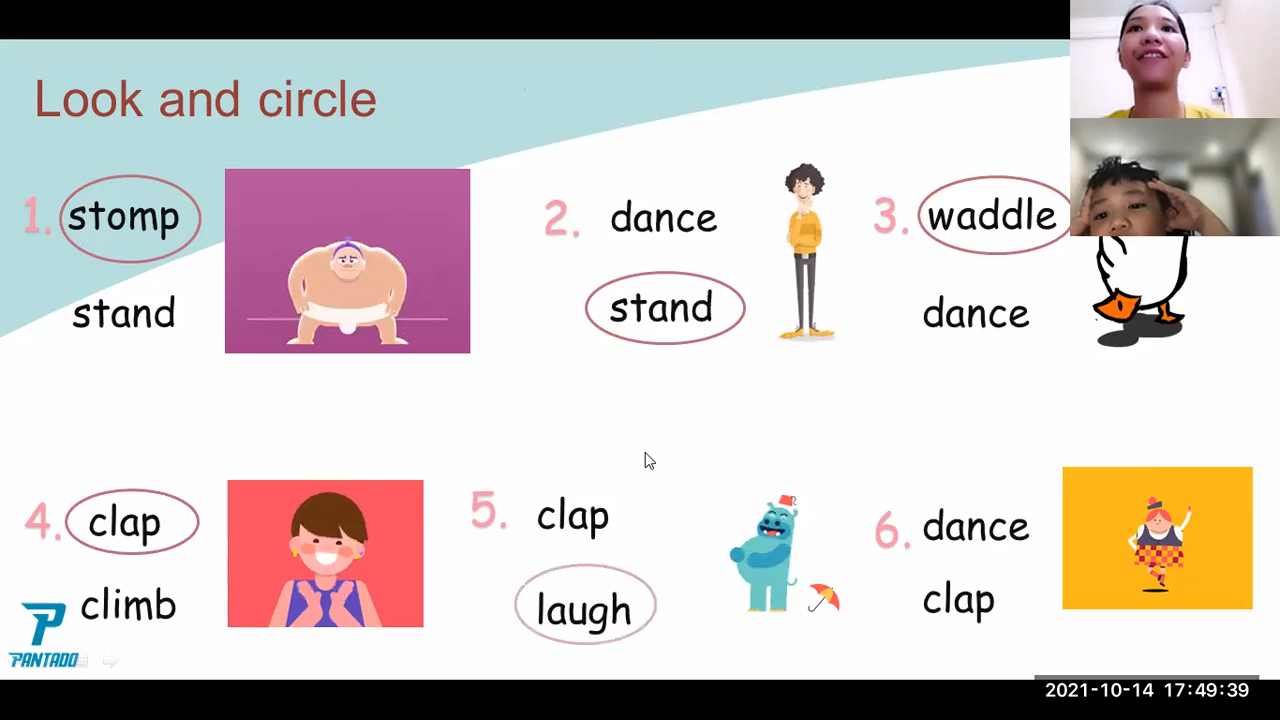 Look and circle
1. stomp
stand
2. dance
stand
3. waddle
dance
4. clap
climb
5. clap
laugh
6. dance
clap
PANTADO
2021-10-14 17:49:39